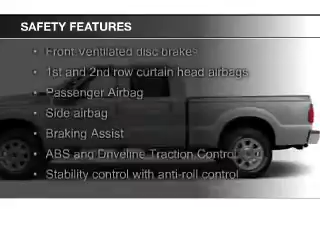 SAFETY FEATURES
• Front Ventilated disc brakes
• 1st and 2nd row curtain head airbags
• Passenger Airbag
• Side airbag
• Braking Assist
• ABS and Driveline Traction Control
• Stability control with anti-roll control